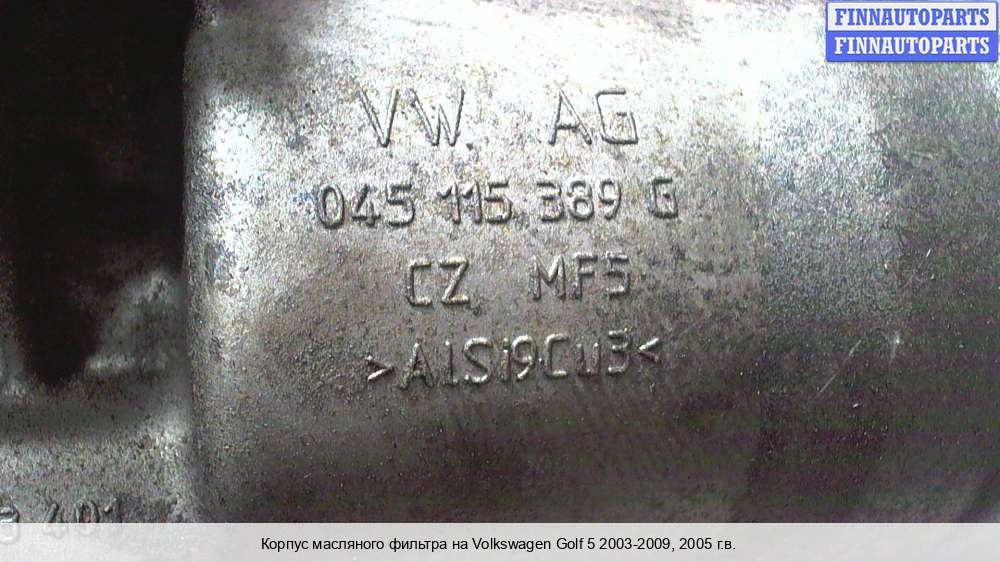 FINNAUTOPARTS
FINNAUTOPARTS
VW AG
045 115 389 G
CZ MF5
>AlSi9Cu3<
401
Корпус масляного фильтра на Volkswagen Golf 5 2003-2009, 2005 г.в.